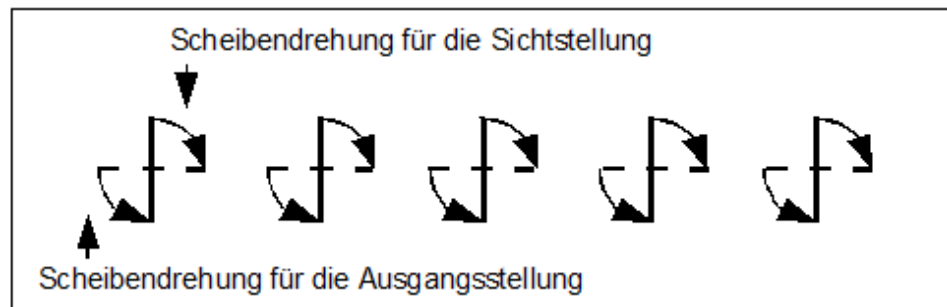 Scheibendrehung für die Sichtstellung
Scheibendrehung für die Ausgangsstellung